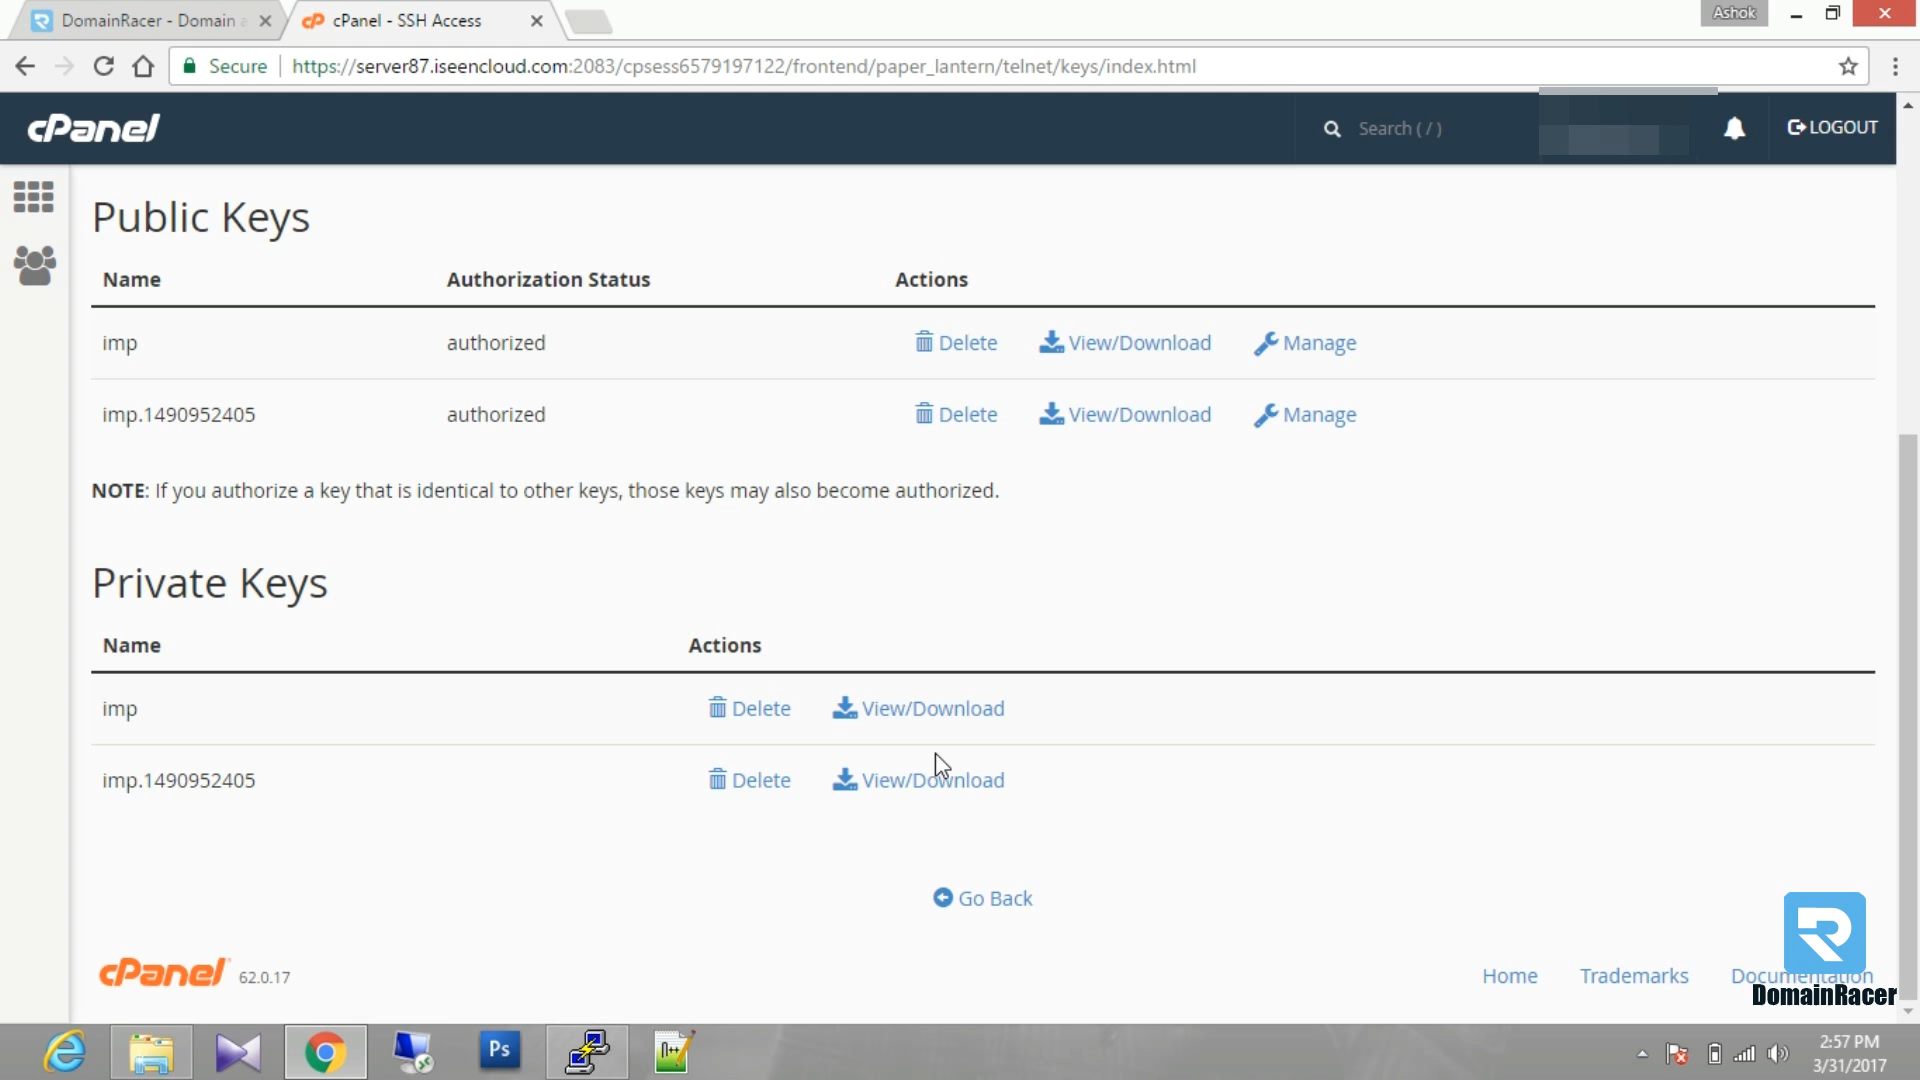 DomainRacer - Domain a
cPanel - SSH Access
Ashok
Secure
https://server87.iseencloud.com:2083/cpsess6579197122/frontend/paper_lantern/telnet/keys/index.html
cPanel
Search ( / )
LOGOUT
Public Keys
Name Authorization Status Actions
imp authorized Delete View/Download Manage
imp.1490952405 authorized Delete View/Download Manage
NOTE: If you authorize a key that is identical to other keys, those keys may also become authorized.
Private Keys
Name Actions
imp Delete View/Download
imp.1490952405 Delete View/Download
Go Back
cPanel 62.0.17
Home Trademarks Documentation
DomainRacer
Ps
n++
2:57 PM
3/31/2017